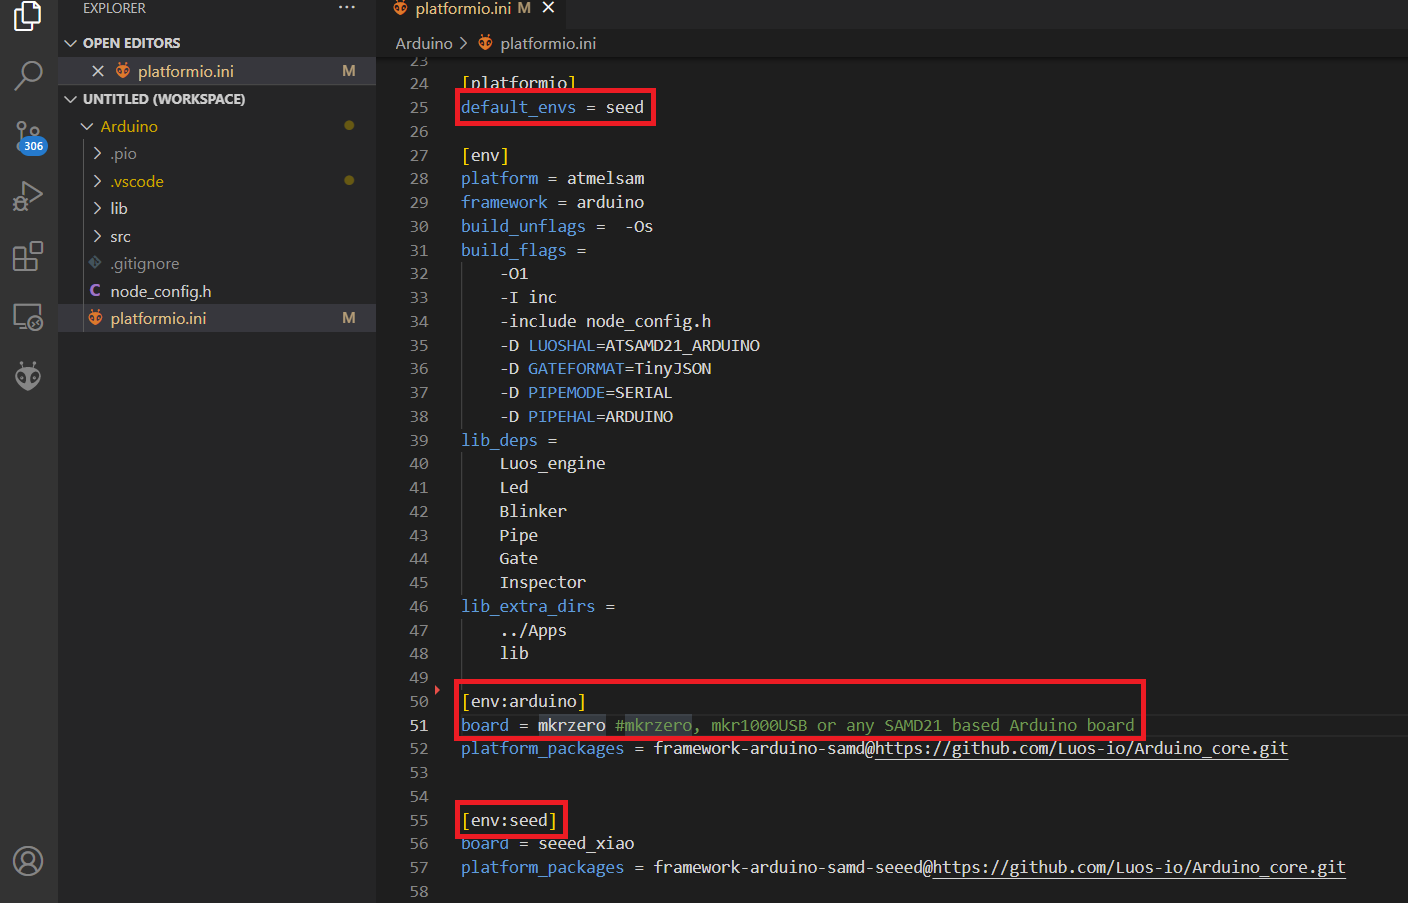 EXPLORER
···
platformio.ini M
OPEN EDITORS
platformio.ini M
UNTITLED (WORKSPACE)
Arduino
.pio
.vscode
lib
src
.gitignore
C node_config.h
platformio.ini M
306
Arduino > platformio.ini
23
24 [platformio]
25 default_envs = seed
26
27 [env]
28 platform = atmelsam
29 framework = arduino
30 build_unflags =  -Os
31 build_flags =
32 -O1
33 -I inc
34 -include node_config.h
35 -D LUOSHAL=ATSAMD21_ARDUINO
36 -D GATEFORMAT=TinyJSON
37 -D PIPEMODE=SERIAL
38 -D PIPEHAL=ARDUINO
39 lib_deps =
40 Luos_engine
41 Led
42 Blinker
43 Pipe
44 Gate
45 Inspector
46 lib_extra_dirs =
47 ../Apps
48 lib
49
50 [env:arduino]
51 board = mkrzero #mkrzero, mkr1000USB or any SAMD21 based Arduino board
52 platform_packages = framework-arduino-samd@https://github.com/Luos-io/Arduino_core.git
53
54
55 [env:seed]
56 board = seeed_xiao
57 platform_packages = framework-arduino-samd-seeed@https://github.com/Luos-io/Arduino_core.git
58